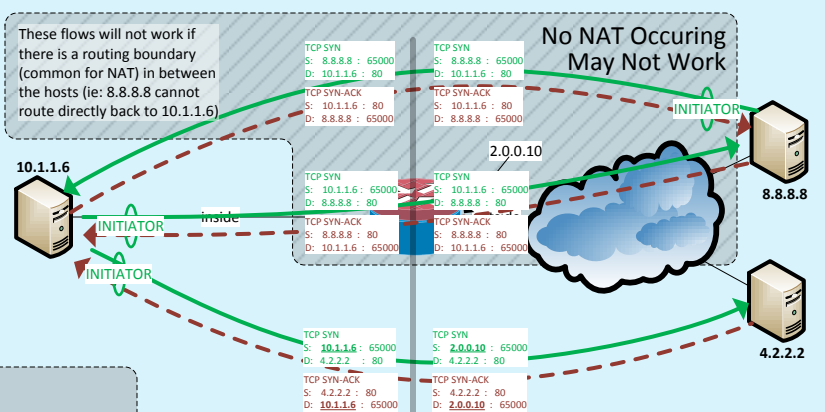 These flows will not work if
there is a routing boundary
(common for NAT) in between
the hosts (ie: 8.8.8.8 cannot
route directly back to 10.1.1.6)
No NAT Occuring
May Not Work
TCP SYN
S: 8.8.8.8 : 65000
D: 10.1.1.6 : 80
TCP SYN
S: 8.8.8.8 : 65000
D: 10.1.1.6 : 80
TCP SYN-ACK
S: 10.1.1.6 : 80
D: 8.8.8.8 : 65000
TCP SYN-ACK
S: 10.1.1.6 : 80
D: 8.8.8.8 : 65000
INITIATOR
2.0.0.10
10.1.1.6
8.8.8.8
TCP SYN
S: 10.1.1.6 : 65000
D: 8.8.8.8 : 80
TCP SYN
S: 10.1.1.6 : 65000
D: 8.8.8.8 : 80
INITIATOR
inside
TCP SYN-ACK
S: 8.8.8.8 : 80
D: 10.1.1.6 : 65000
TCP SYN-ACK
S: 8.8.8.8 : 80
D: 10.1.1.6 : 65000
INITIATOR
4.2.2.2
TCP SYN
S: 10.1.1.6 : 65000
D: 4.2.2.2 : 80
TCP SYN
S: 2.0.0.10 : 65000
D: 4.2.2.2 : 80
TCP SYN-ACK
S: 4.2.2.2 : 80
D: 10.1.1.6 : 65000
TCP SYN-ACK
S: 4.2.2.2 : 80
D: 2.0.0.10 : 65000